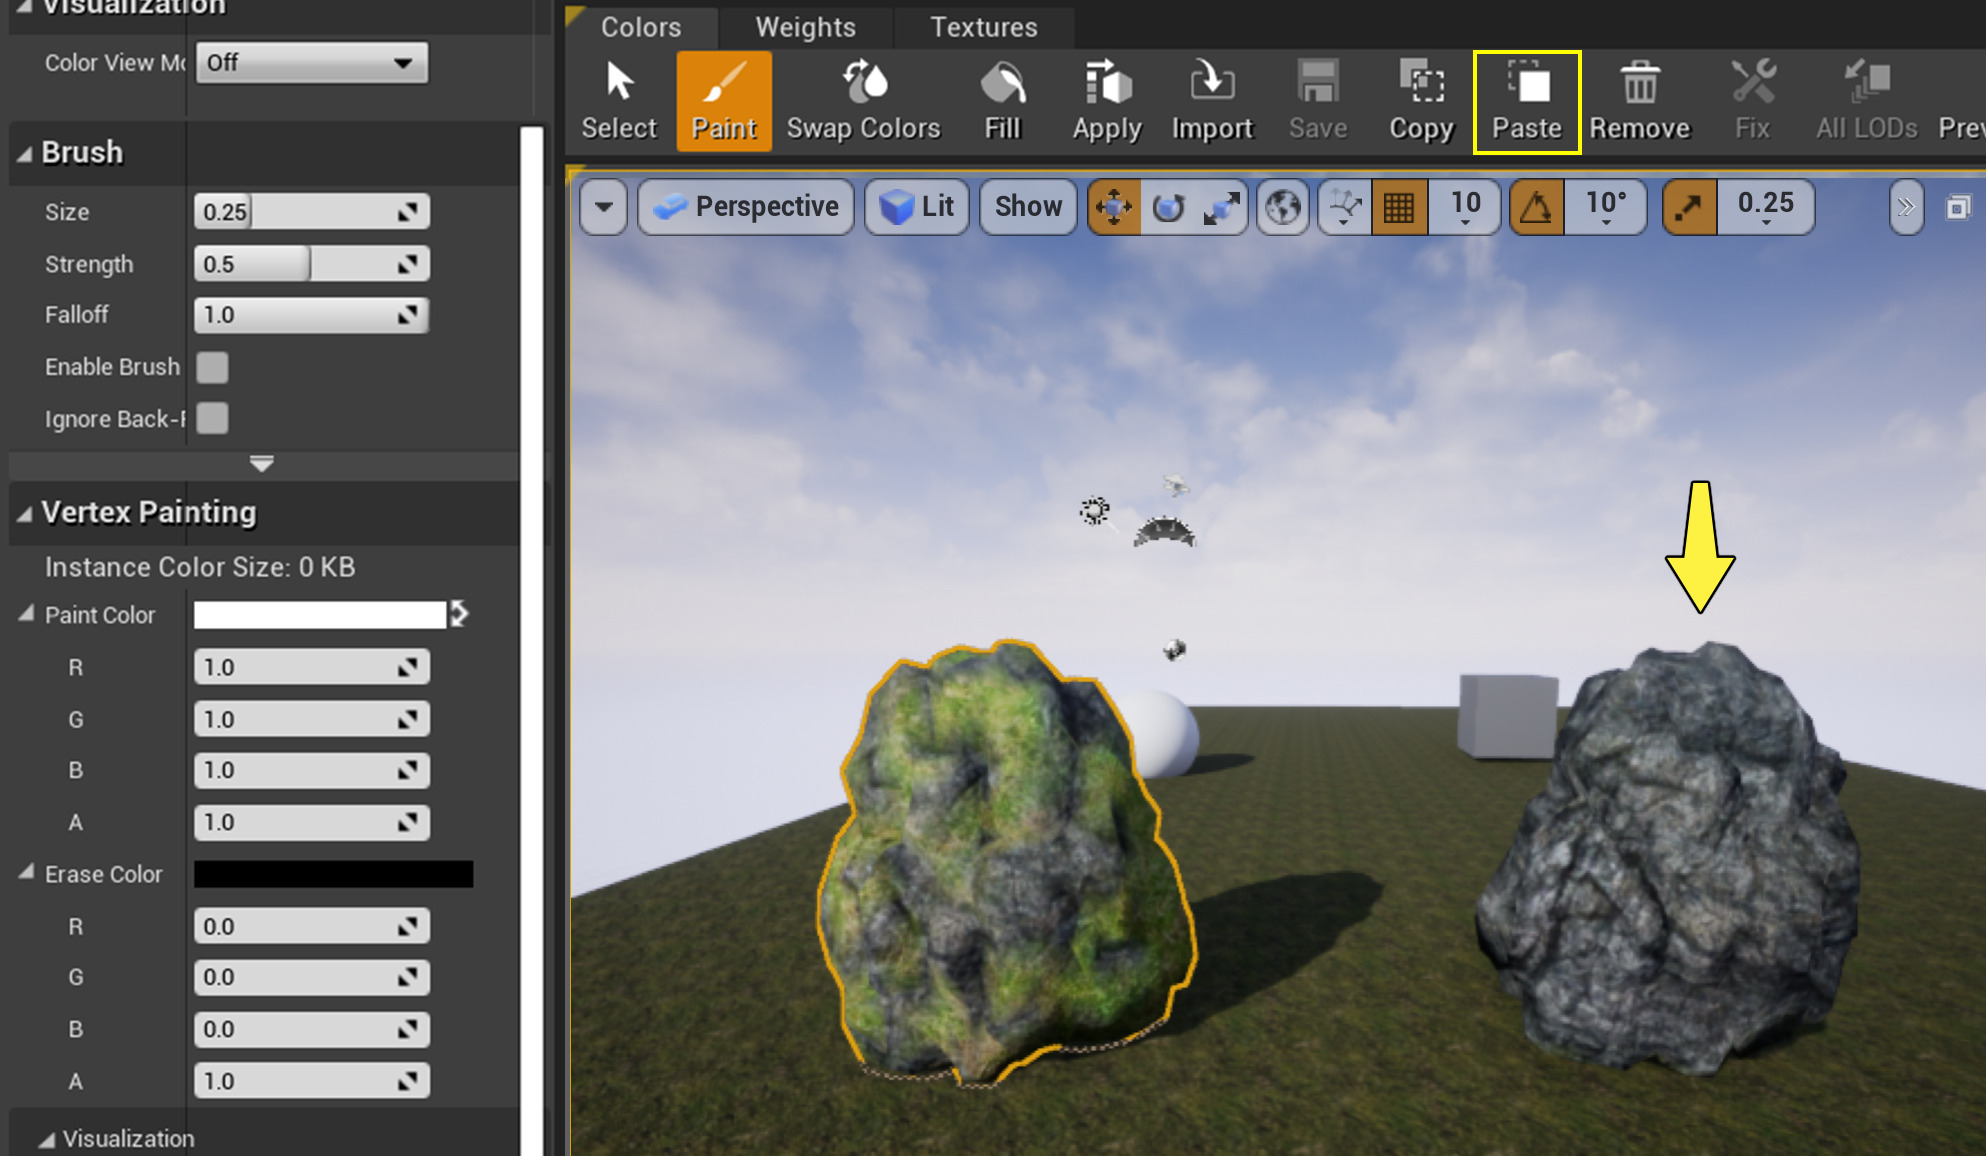 Visualization
Color View Mo
Off
Brush
Size
0.25
Strength
0.5
Falloff
1.0
Enable Brush
Ignore Back-F
Vertex Painting
Instance Color Size: 0 KB
Paint Color
R
1.0
G
1.0
B
1.0
A
1.0
Erase Color
R
0.0
G
0.0
B
0.0
A
1.0
Visualization
Colors
Weights
Textures
Select
Paint
Swap Colors
Fill
Apply
Import
Save
Copy
Paste
Remove
Fix
All LODs
Prev
Perspective
Lit
Show
10
10°
0.25